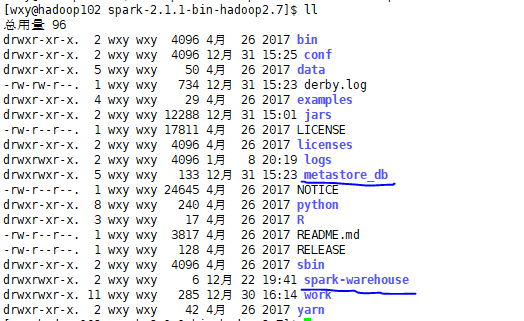 [wxy@hadoop102 spark-2.1.1-bin-hadoop2.7]$ ll
总用量 96
drwxr-xr-x. 2 wxy wxy 4096 4月 26 2017 bin
drwxr-xr-x. 2 wxy wxy 4096 12月 31 15:25 conf
drwxr-xr-x. 5 wxy wxy 50 4月 26 2017 data
-rw-rw-r--. 1 wxy wxy 734 12月 31 15:23 derby.log
drwxr-xr-x. 4 wxy wxy 29 4月 26 2017 examples
drwxr-xr-x. 2 wxy wxy 12288 12月 31 15:01 jars
-rw-r--r--. 1 wxy wxy 17811 4月 26 2017 LICENSE
drwxr-xr-x. 2 wxy wxy 4096 4月 26 2017 licenses
drwxrwxr-x. 2 wxy wxy 4096 1月 8 20:19 logs
drwxrwxr-x. 5 wxy wxy 133 12月 31 15:23 metastore_db
-rw-r--r--. 1 wxy wxy 24645 4月 26 2017 NOTICE
drwxr-xr-x. 8 wxy wxy 240 4月 26 2017 python
drwxr-xr-x. 3 wxy wxy 17 4月 26 2017 R
-rw-r--r--. 1 wxy wxy 3817 4月 26 2017 README.md
-rw-r--r--. 1 wxy wxy 128 4月 26 2017 RELEASE
drwxr-xr-x. 2 wxy wxy 4096 4月 26 2017 sbin
drwxrwxr-x. 2 wxy wxy 6 12月 22 19:41 spark-warehouse
drwxrwxr-x. 11 wxy wxy 285 12月 30 16:14 work
drwxr-xr-x. 2 wxy wxy 42 4月 26 2017 yarn